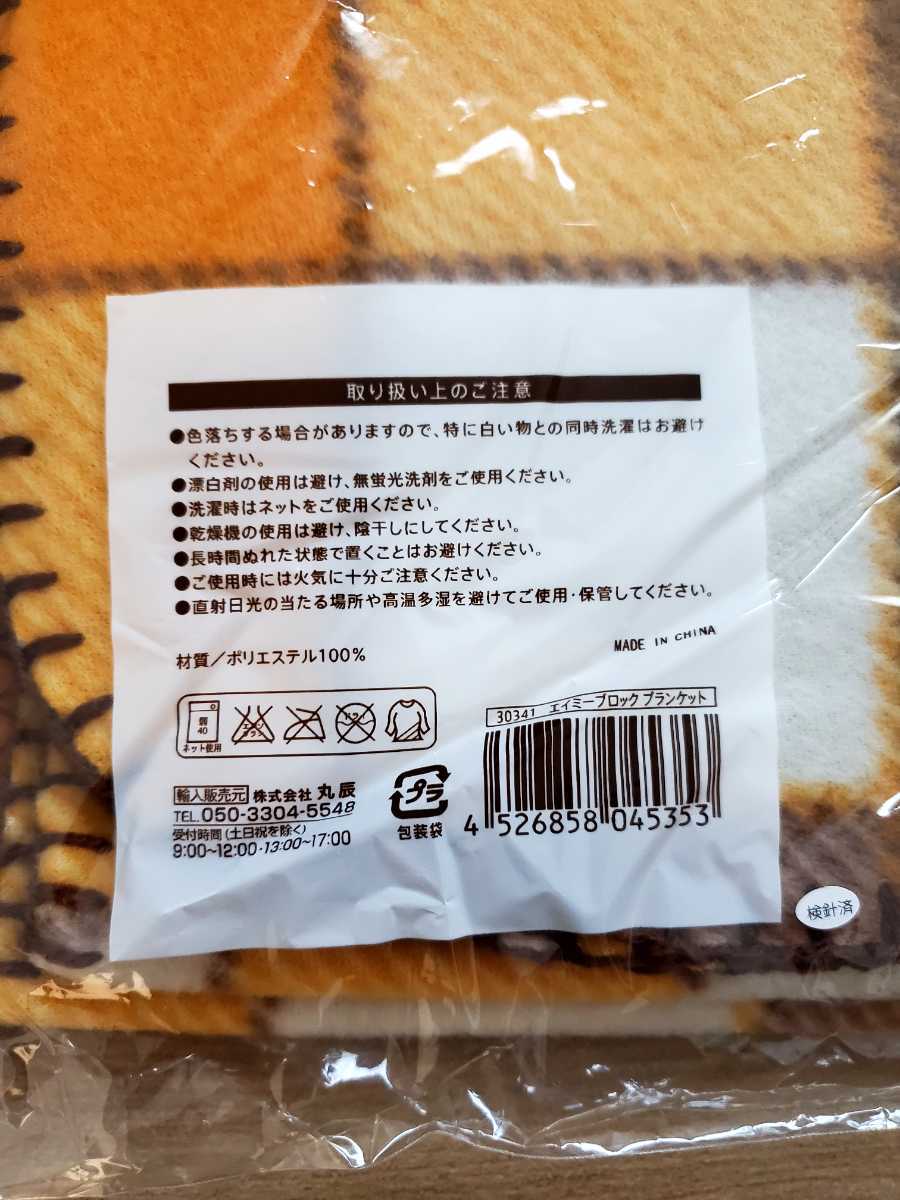 取り扱い上のご注意
●色落ちする場合がありますので、特に白い物との同時洗濯はお避け
ください。
●漂白剤の使用は避け、無蛍光洗剤をご使用ください。
●洗濯時はネットをご使用ください。
●乾燥機の使用は避け、陰干しにしてください。
●長時間ぬれた状態で置くことはお避けください。
●ご使用時には火気に十分ご注意ください。
●直射日光の当たる場所や高温多湿を避けてご使用・保管してください。
MADE IN CHINA
材質／ポリエステル100%
弱
40
ネット使用
エンソ
サラシ
ドライ
30341 エイミーブロック ブランケット
輸入販売元 株式会社 丸辰
TEL.050-3304-5548
受付時間(土日祝を除く)
9:00~12:00・13:00~17:00
プラ
包装袋
4 526858 045353
検針済